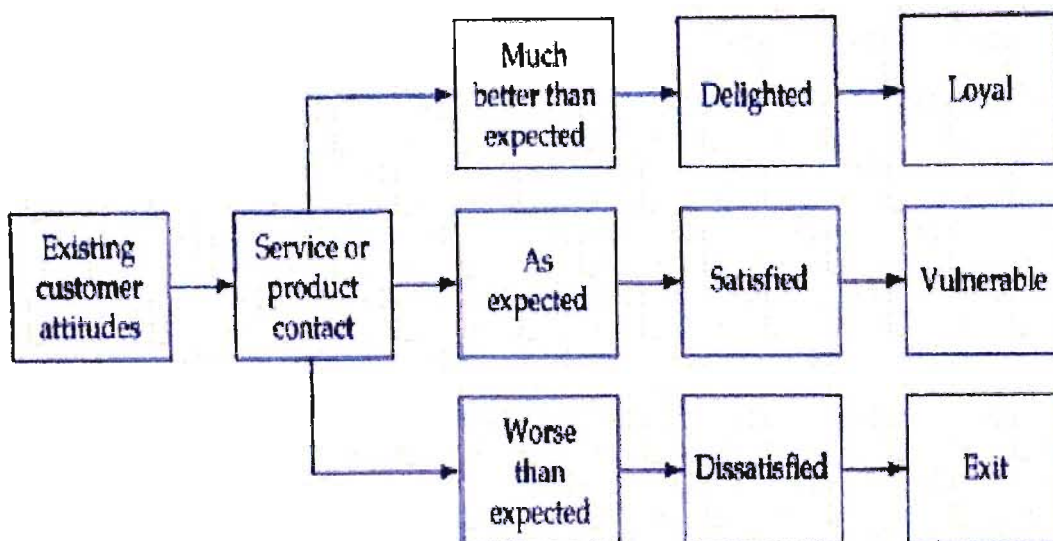 Much
better than
expected
Delighted
Loyal
Existing
customer
attitudes
Service or
product
contact
As
expected
Satisfied
Vulnerable
Worse
than
expected
Dissatisfied
Exit